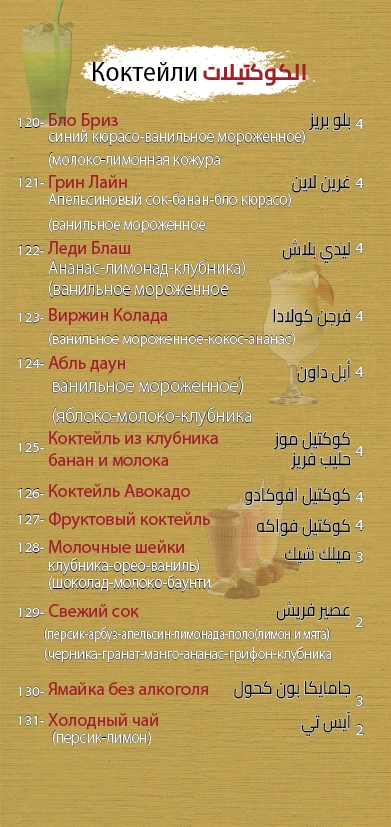 Коктейли الكوكتيلات
120- Бло Бриз بلو بريز 4
синий кюрасо-ванильное мороженное)
(молоко-лимонная кожура
121- Грин Лайн غرين لاين 4
Апельсиновый сок-банан-бло кюрасо)
(ванильное мороженное
122- Леди Блаш ليدي بلاش 4
Ананас-лимонад-клубника)
(ванильное мороженное
123- Виржин Колада فرجن كولادا 4
(ванильное мороженное-кокос-ананас)
124- Абль даун أبل داون 4
ванильное мороженное)
(яблоко-молоко-клубника
125- Коктейль из клубника كوكتيل موز 4
банан и молока حليب فريز
126- Коктейль Авокадо كوكتيل افوكادو 4
127- Фруктовый коктейль كوكتيل فواكه 4
128- Молочные шейки ميلك شيك 3
клубника-орео-ваниль)
(шоколад-молоко-баунти
129- Свежий сок عصير فريش 2
(персик-арбуз-апельсин-лимонада-поло(лимон и мята)
(черника-гранат-манго-ананас-грифон-клубника
130- Ямайка без алкоголя جامايكا بون كحول 3
131- Холодный чай آيس تي 2
(персик-лимон)